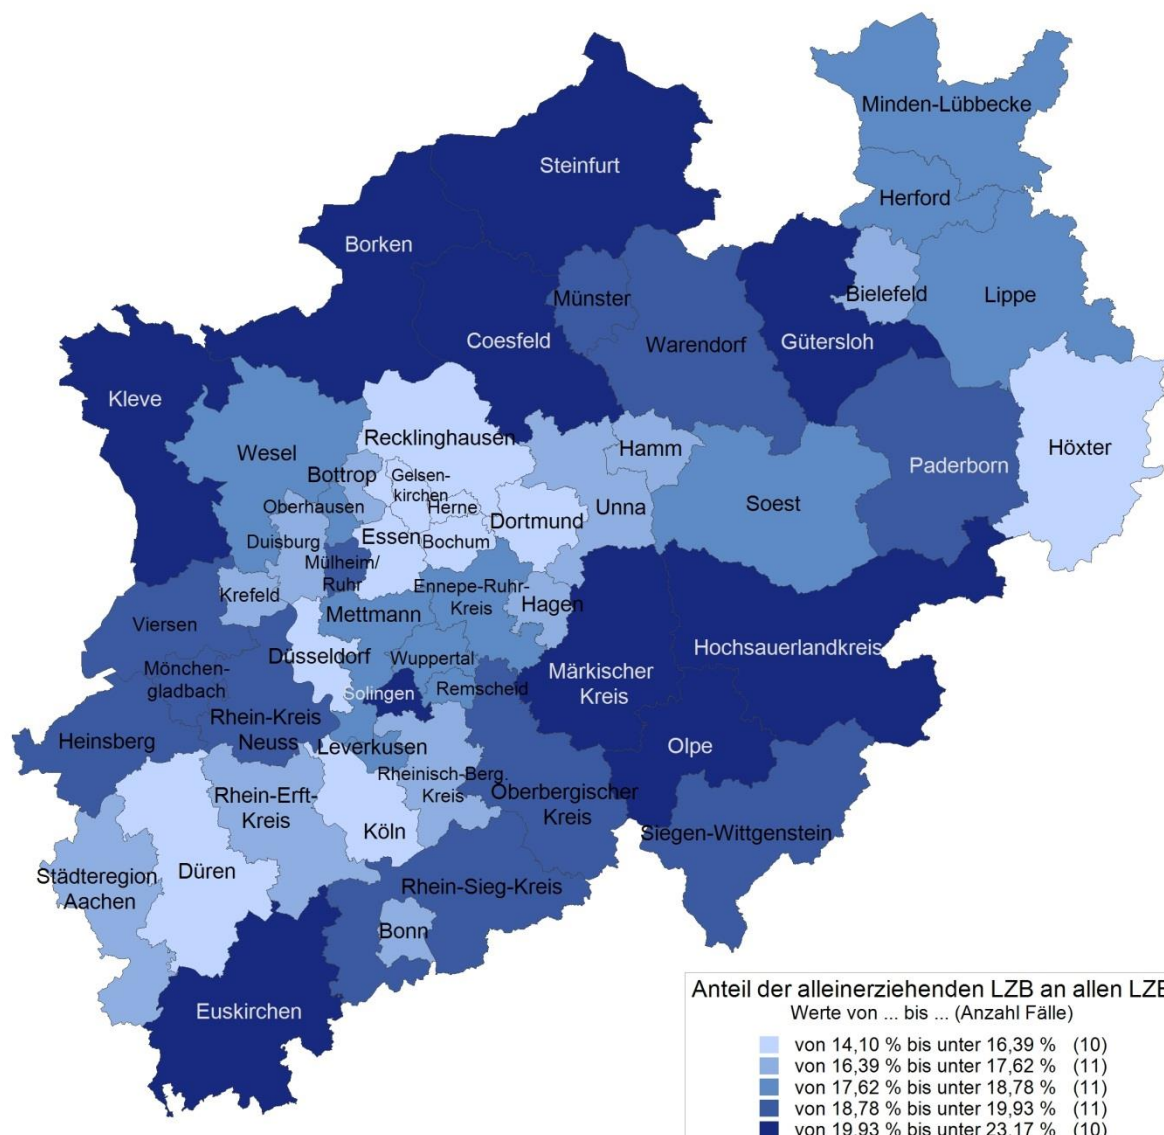 Minden-Lübbecke
Steinfurt
Herford
Borken
Münster
Bielefeld
Lippe
Coesfeld
Warendorf
Gütersloh
Kleve
Recklinghausen
Hamm
Höxter
Wesel
Bottrop
Paderborn
Gelsen-
kirchen
Oberhausen
Herne
Unna
Soest
Dortmund
Essen
Duisburg
Bochum
Mülheim/
Ruhr
Ennepe-Ruhr-
Kreis
Krefeld
Hagen
Mettmann
Viersen
Düsseldorf
Wuppertal
Hochsauerlandkreis
Mönchen-
gladbach
Märkischer
Kreis
Solingen
Remscheid
Rhein-Kreis
Neuss
Heinsberg
Leverkusen
Olpe
Rheinisch-Berg.
Kreis
Oberbergischer
Kreis
Rhein-Erft-
Kreis
Köln
Siegen-Wittgenstein
Städteregion
Aachen
Düren
Rhein-Sieg-Kreis
Bonn
Euskirchen
Anteil der alleinerziehenden LZB an allen LZB
Werte von ... bis ... (Anzahl Fälle)
von 14,10 % bis unter 16,39 % (10)
von 16,39 % bis unter 17,62 % (11)
von 17,62 % bis unter 18,78 % (11)
von 18,78 % bis unter 19,93 % (11)
von 19,93 % bis unter 23,17 % (10)